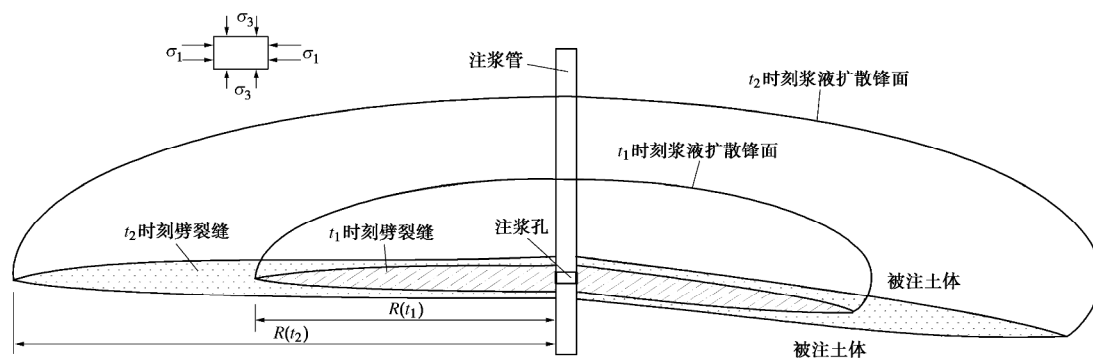 σ₃
σ₁
σ₁
σ₃
注浆管
t₂时刻浆液扩散锋面
t₁时刻浆液扩散锋面
t₂时刻劈裂缝
t₁时刻劈裂缝
注浆孔
被注土体
R(t₁)
R(t₂)
被注土体